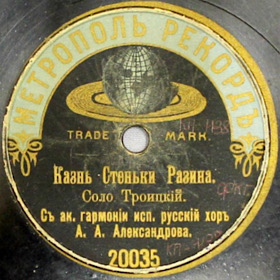 МЕТРОПОЛЬ РЕКОРДЪ
TRADE MARK.
Казнь Стеньки Разина.
Соло Троицкій.
Съ ак. гармоніи исп. русскій хоръ
А. А. Александрова.
20035